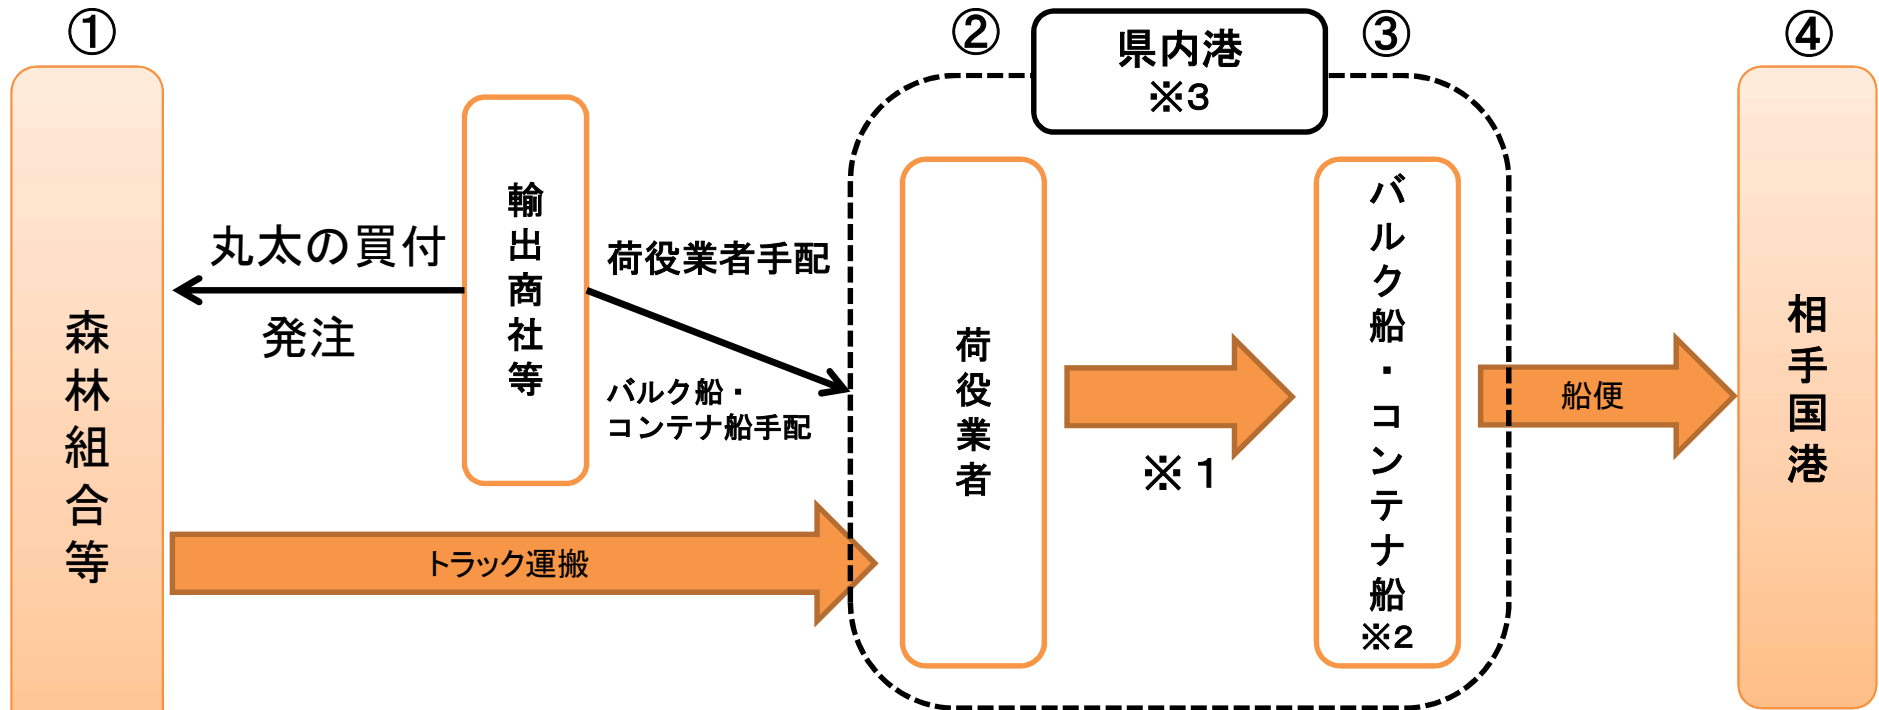 ①
②
県内港
※3
③
④
森林組合等
丸太の買付
発注
輸出商社等
荷役業者手配
バルク船・
コンテナ船手配
トラック運搬
荷役業者
※１
バルク船・コンテナ船
※2
船便
相手国港